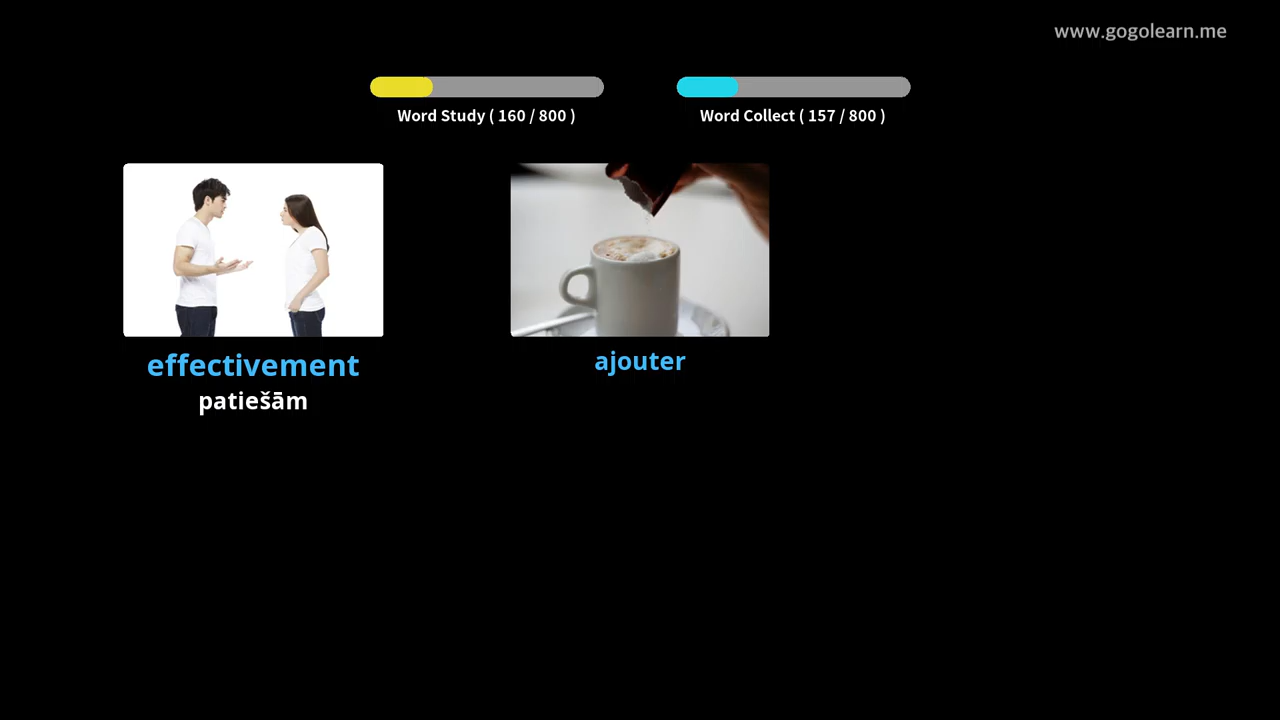 www.gogolearn.me
Word Study ( 160 / 800 )
Word Collect ( 157 / 800 )
effectivement
ajouter
patiešām